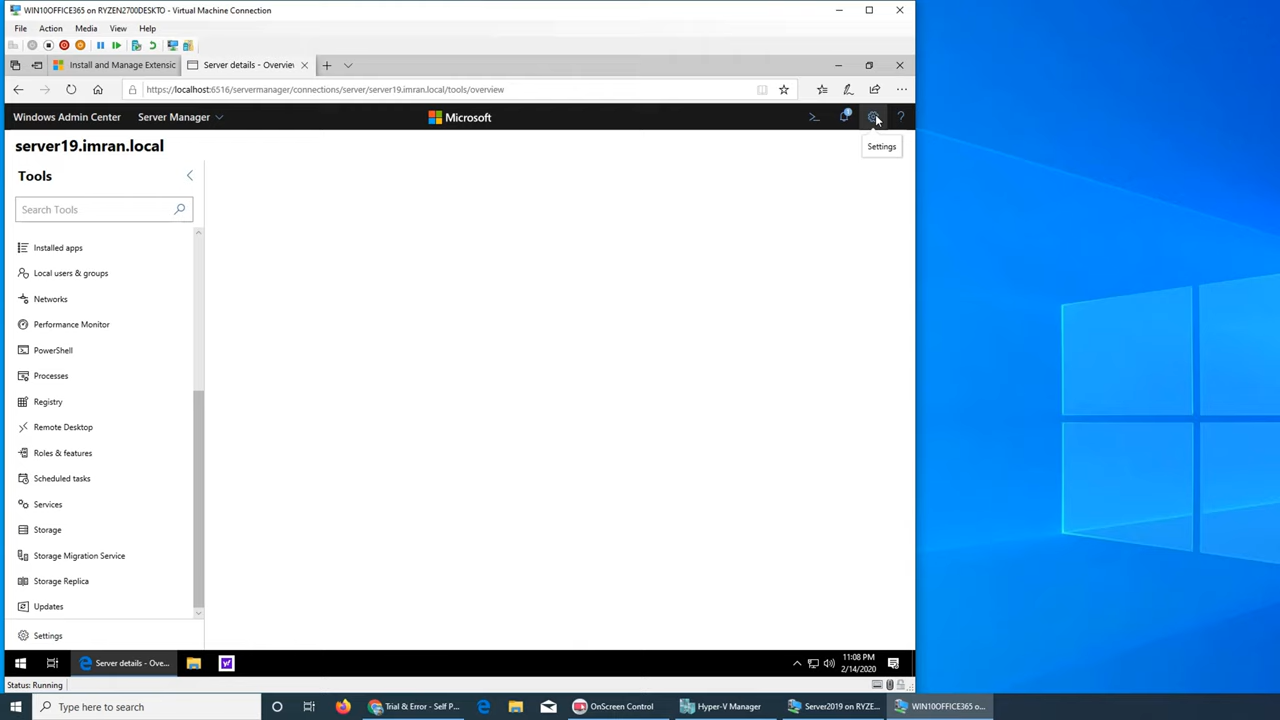 WIN10OFFICE365 on RYZEN2700DESKTO - Virtual Machine Connection
File Action Media View Help
Install and Manage Extensic
Server details - Overviev
https://localhost:6516/servermanager/connections/server/server19.imran.local/tools/overview
Windows Admin Center Server Manager Microsoft
server19.imran.local
Settings
Tools
Search Tools
Installed apps
Local users & groups
Networks
Performance Monitor
PowerShell
Processes
Registry
Remote Desktop
Roles & features
Scheduled tasks
Services
Storage
Storage Migration Service
Storage Replica
Updates
Settings
Server details - Ove...
11:08 PM
2/14/2020
Status: Running
Type here to search
Trial & Error - Self P...
OnScreen Control
Hyper-V Manager
Server2019 on RYZE...
WIN10OFFICE365 o...